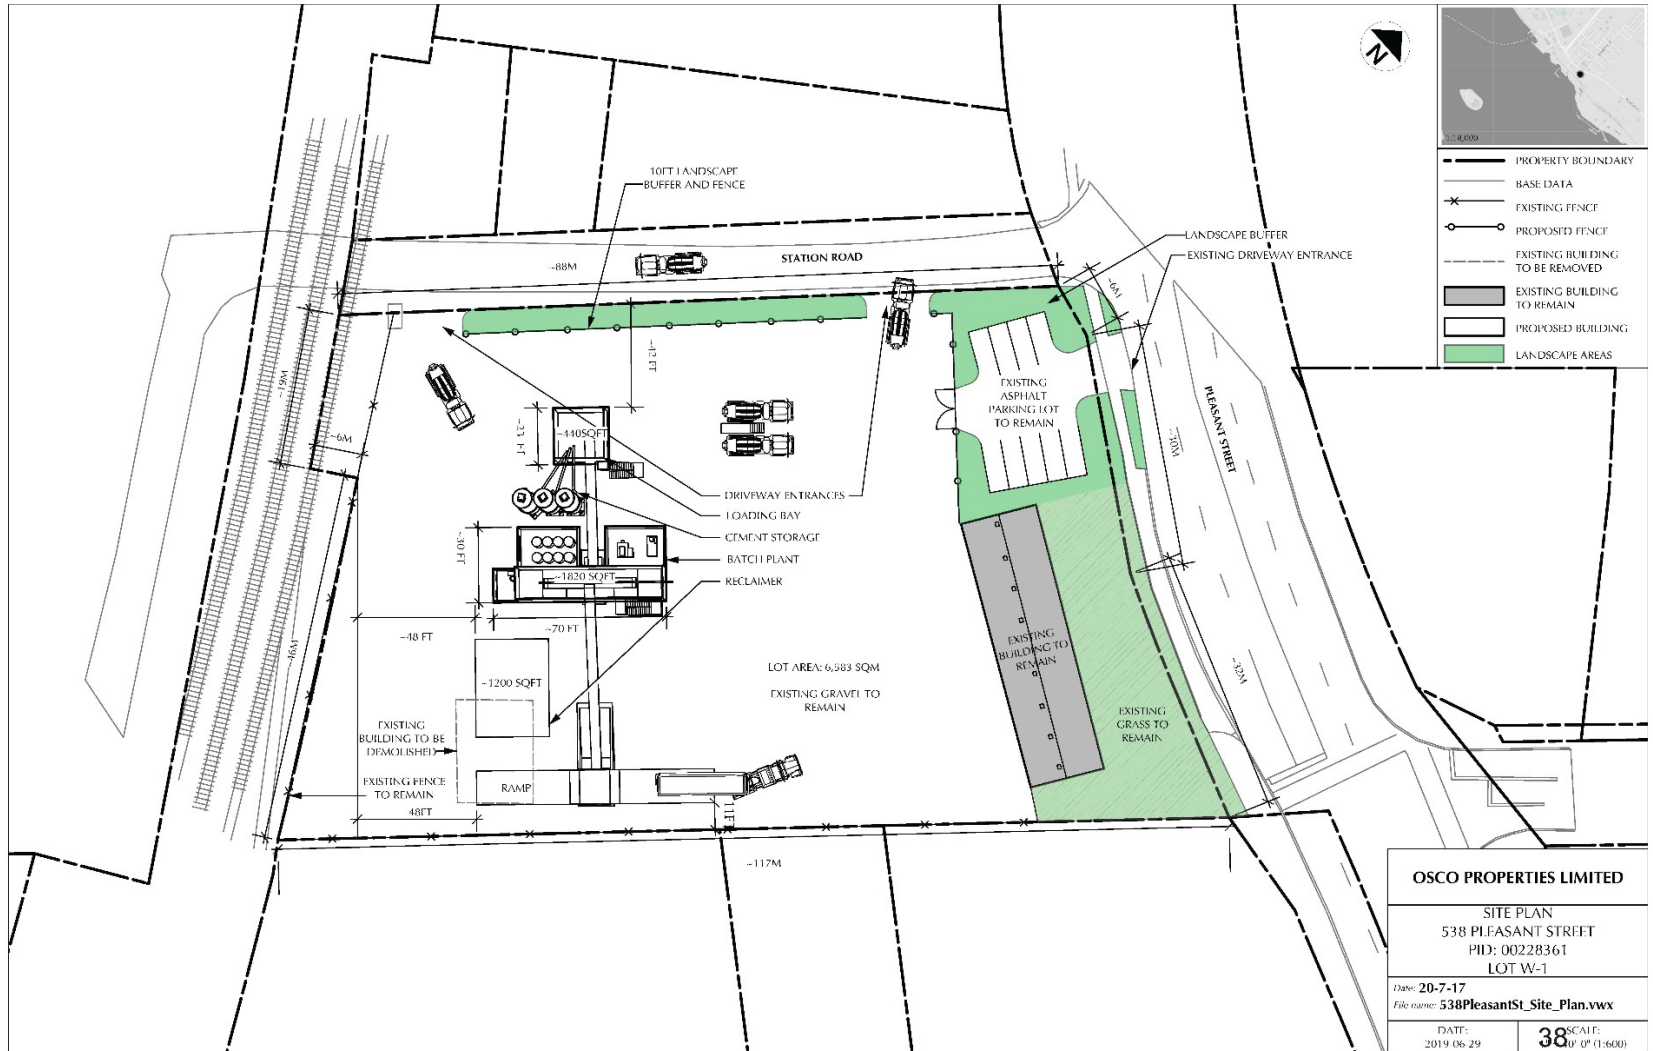 N
1:18,000
PROPERTY BOUNDARY
BASE DATA
EXISTING FENCE
PROPOSED FENCE
EXISTING BUILDING
TO BE REMOVED
EXISTING BUILDING
TO REMAIN
PROPOSED BUILDING
LANDSCAPE AREAS
10FT LANDSCAPE
BUFFER AND FENCE
LANDSCAPE BUFFER
EXISTING DRIVEWAY ENTRANCE
STATION ROAD
~88M
~6M
~42 FT
~19M
~6M
EXISTING
ASPHALT
PARKING LOT
TO REMAIN
PLEASANT STREET
~30M
~440SQFT
DRIVEWAY ENTRANCES
LOADING BAY
CEMENT STORAGE
BATCH PLANT
RECLAIMER
~30 FT
~1820 SQFT
~48 FT
~70 FT
~46M
LOT AREA: 6,983 SQM
EXISTING GRAVEL TO
REMAIN
~1200 SQFT
EXISTING
BUILDING TO
REMAIN
~32M
EXISTING
GRASS TO
REMAIN
EXISTING
BUILDING TO BE
DEMOLISHED
EXISTING FENCE
TO REMAIN
RAMP
48FT
~117M
OSCO PROPERTIES LIMITED
SITE PLAN
538 PLEASANT STREET
PID: 00228361
LOT W-1
Date: 20-7-17
File name: 538PleasantSt_Site_Plan.vwx
DATE:
2019 06 29
SCALE:
(1:600)
38